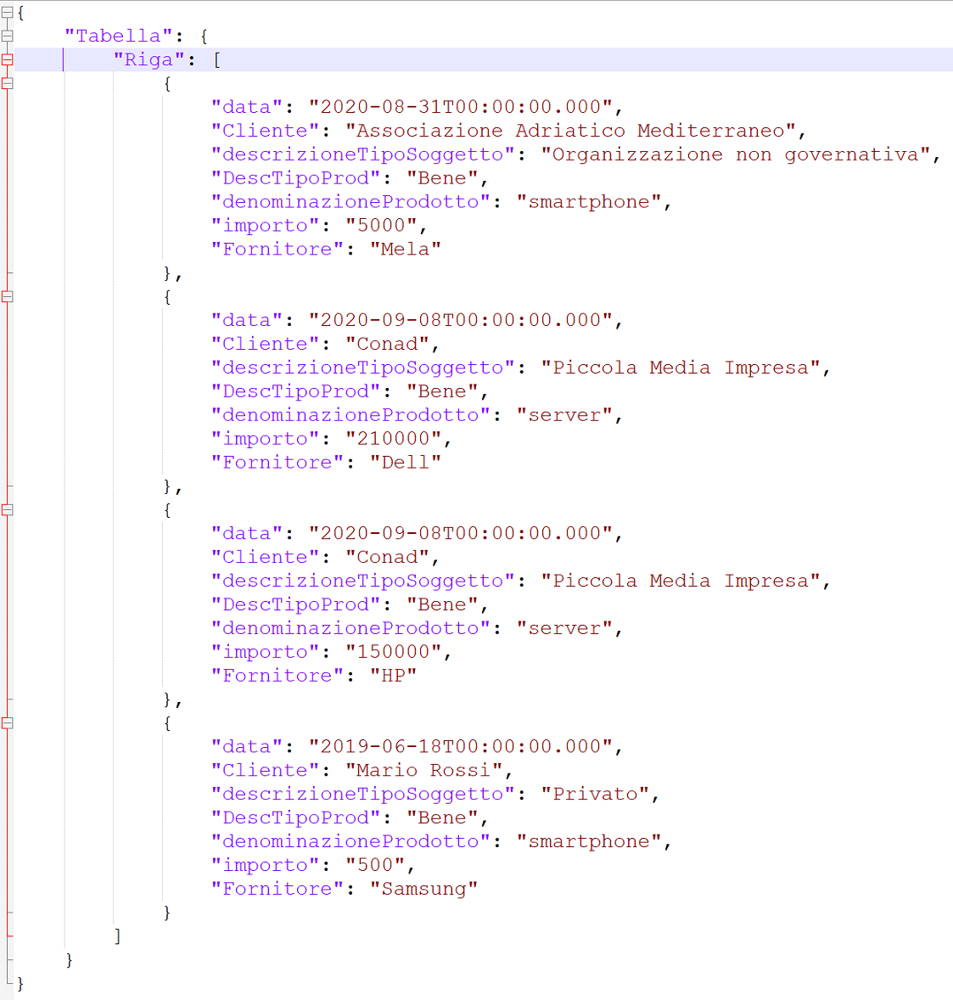 {
"Tabella": {
"Riga": [
{
"data": "2020-08-31T00:00:00.000",
"Cliente": "Associazione Adriatico Mediterraneo",
"descrizioneTipoSoggetto": "Organizzazione non governativa",
"DescTipoProd": "Bene",
"denominazioneProdotto": "smartphone",
"importo": "5000",
"Fornitore": "Mela"
},
{
"data": "2020-09-08T00:00:00.000",
"Cliente": "Conad",
"descrizioneTipoSoggetto": "Piccola Media Impresa",
"DescTipoProd": "Bene",
"denominazioneProdotto": "server",
"importo": "210000",
"Fornitore": "Dell"
},
{
"data": "2020-09-08T00:00:00.000",
"Cliente": "Conad",
"descrizioneTipoSoggetto": "Piccola Media Impresa",
"DescTipoProd": "Bene",
"denominazioneProdotto": "server",
"importo": "150000",
"Fornitore": "HP"
},
{
"data": "2019-06-18T00:00:00.000",
"Cliente": "Mario Rossi",
"descrizioneTipoSoggetto": "Privato",
"DescTipoProd": "Bene",
"denominazioneProdotto": "smartphone",
"importo": "500",
"Fornitore": "Samsung"
}
]
}
}